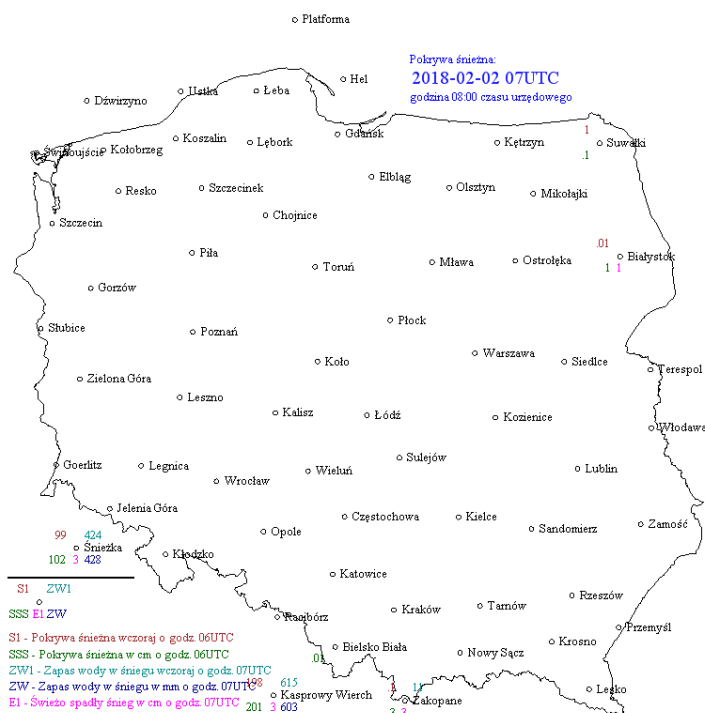 Platforma
Pokrywa śnieżna:
2018-02-02 07UTC
godzina 08:00 czasu urzędowego
Hel
Ustka
Łeba
Dźwirzyno
Gdańsk
1
Koszalin
Lębork
Kętrzyn
Suwałki
Świnoujście
Kołobrzeg
.1
Elbląg
Resko
Szczecinek
Olsztyn
Mikołajki
Chojnice
Szczecin
.01
Piła
Białystok
Toruń
Mława
Ostrołęka
1 1
Gorzów
Płock
Słubice
Poznań
Warszawa
Koło
Siedlce
Terespol
Zielona Góra
Leszno
Kalisz
Łódź
Kozienice
Włodawa
Sulejów
Goerlitz
Legnica
Wieluń
Lublin
Wrocław
Jelenia Góra
Częstochowa
Kielce
Sandomierz
Zamość
Opole
99 424
Śnieżka
Kłodzko
102 3 428
Katowice
S1 ZW1
Rzeszów
Tarnów
Kraków
SSS E1 ZW
Racibórz
Przemyśl
S1 - Pokrywa śnieżna wczoraj o godz. 06UTC
Krosno
Bielsko Biała
SSS - Pokrywa śnieżna w cm o godz. 06UTC
Nowy Sącz
.01
ZW1 - Zapas wody w śniegu wczoraj o godz. 07UTC
ZW - Zapas wody w śniegu w mm o godz. 07UTC
198 615
Lesko
Kasprowy Wierch
Zakopane
E1 - Świeżo spadły śnieg w cm o godz. 07UTC
201 3 603